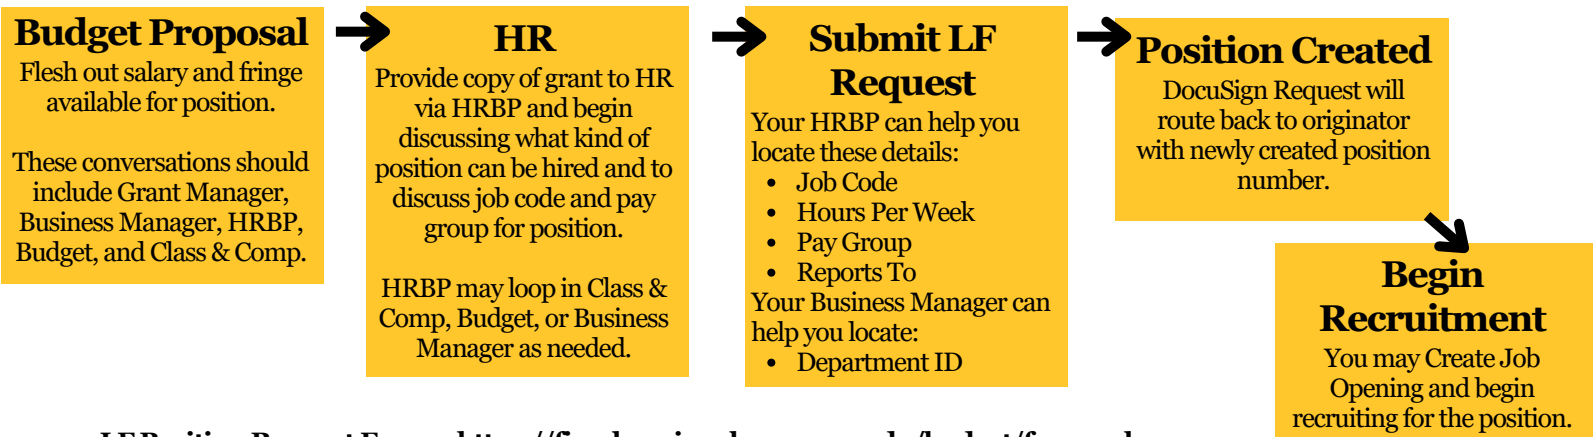 Budget Proposal
Flesh out salary and fringe
available for position.
These conversations should
include Grant Manager,
Business Manager, HRBP,
Budget, and Class & Comp.
HR
Provide copy of grant to HR
via HRBP and begin
discussing what kind of
position can be hired and to
discuss job code and pay
group for position.
HRBP may loop in Class &
Comp, Budget, or Business
Manager as needed.
Submit LF
Request
Your HRBP can help you
locate these details:
• Job Code
• Hours Per Week
• Pay Group
• Reports To
Your Business Manager can
help you locate:
• Department ID
Position Created
DocuSign Request will
route back to originator
with newly created position
number.
Begin
Recruitment
You may Create Job
Opening and begin
recruiting for the position.
LF Position Request Form